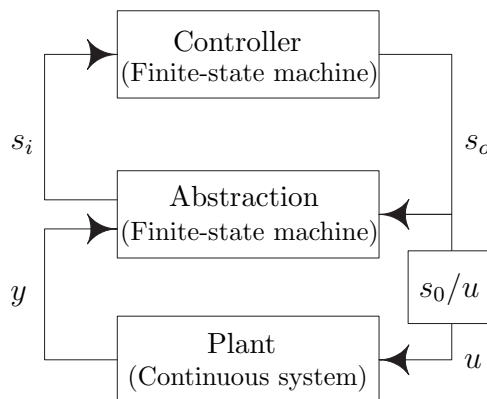 Controller
(Finite-state machine)
s_i
s_o
Abstraction
(Finite-state machine)
y
s_0/u
Plant
(Continuous system)
u